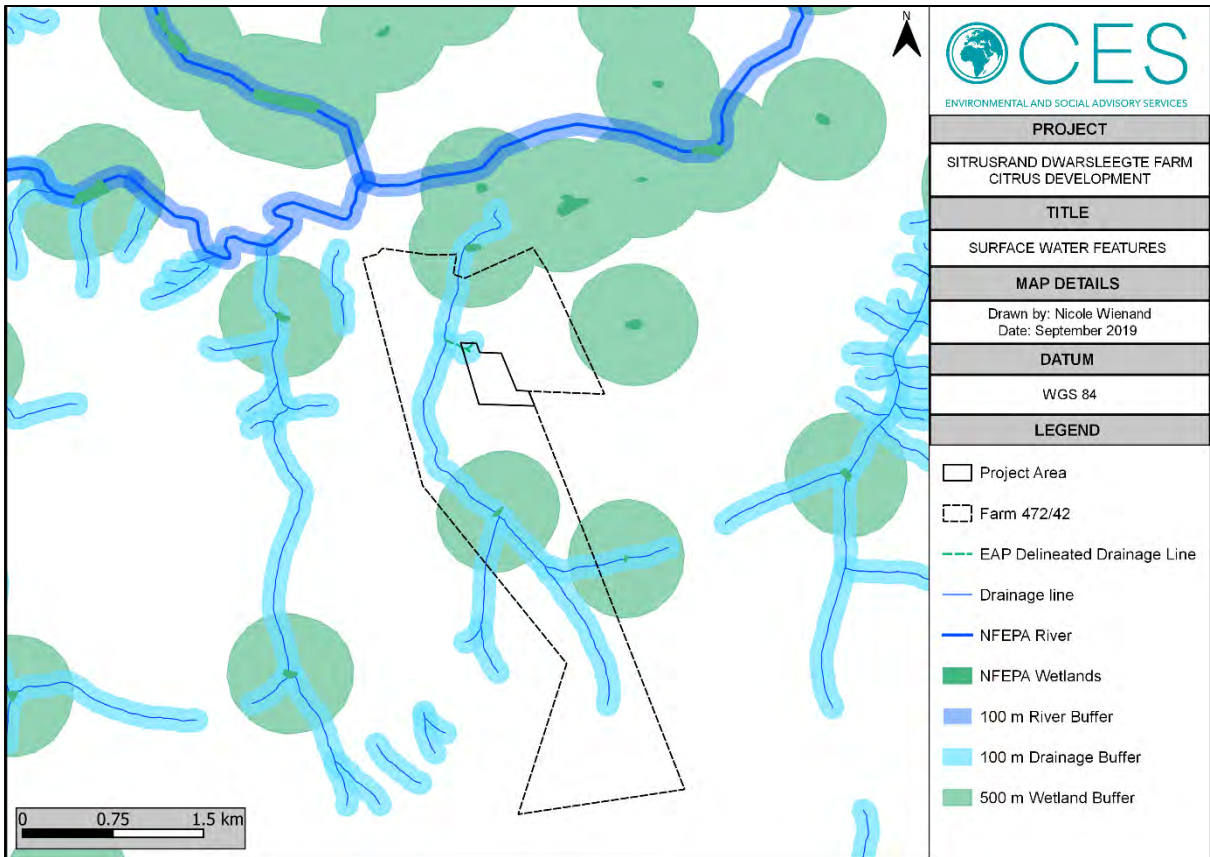 N
CES
ENVIRONMENTAL AND SOCIAL ADVISORY SERVICES
PROJECT
SITRUSRAND DWARSLEEGTE FARM
CITRUS DEVELOPMENT
TITLE
SURFACE WATER FEATURES
MAP DETAILS
Drawn by: Nicole Wienand
Date: September 2019
DATUM
WGS 84
LEGEND
Project Area
Farm 472/42
EAP Delineated Drainage Line
Drainage line
NFEPA River
NFEPA Wetlands
100 m River Buffer
100 m Drainage Buffer
500 m Wetland Buffer
0 0.75 1.5 km